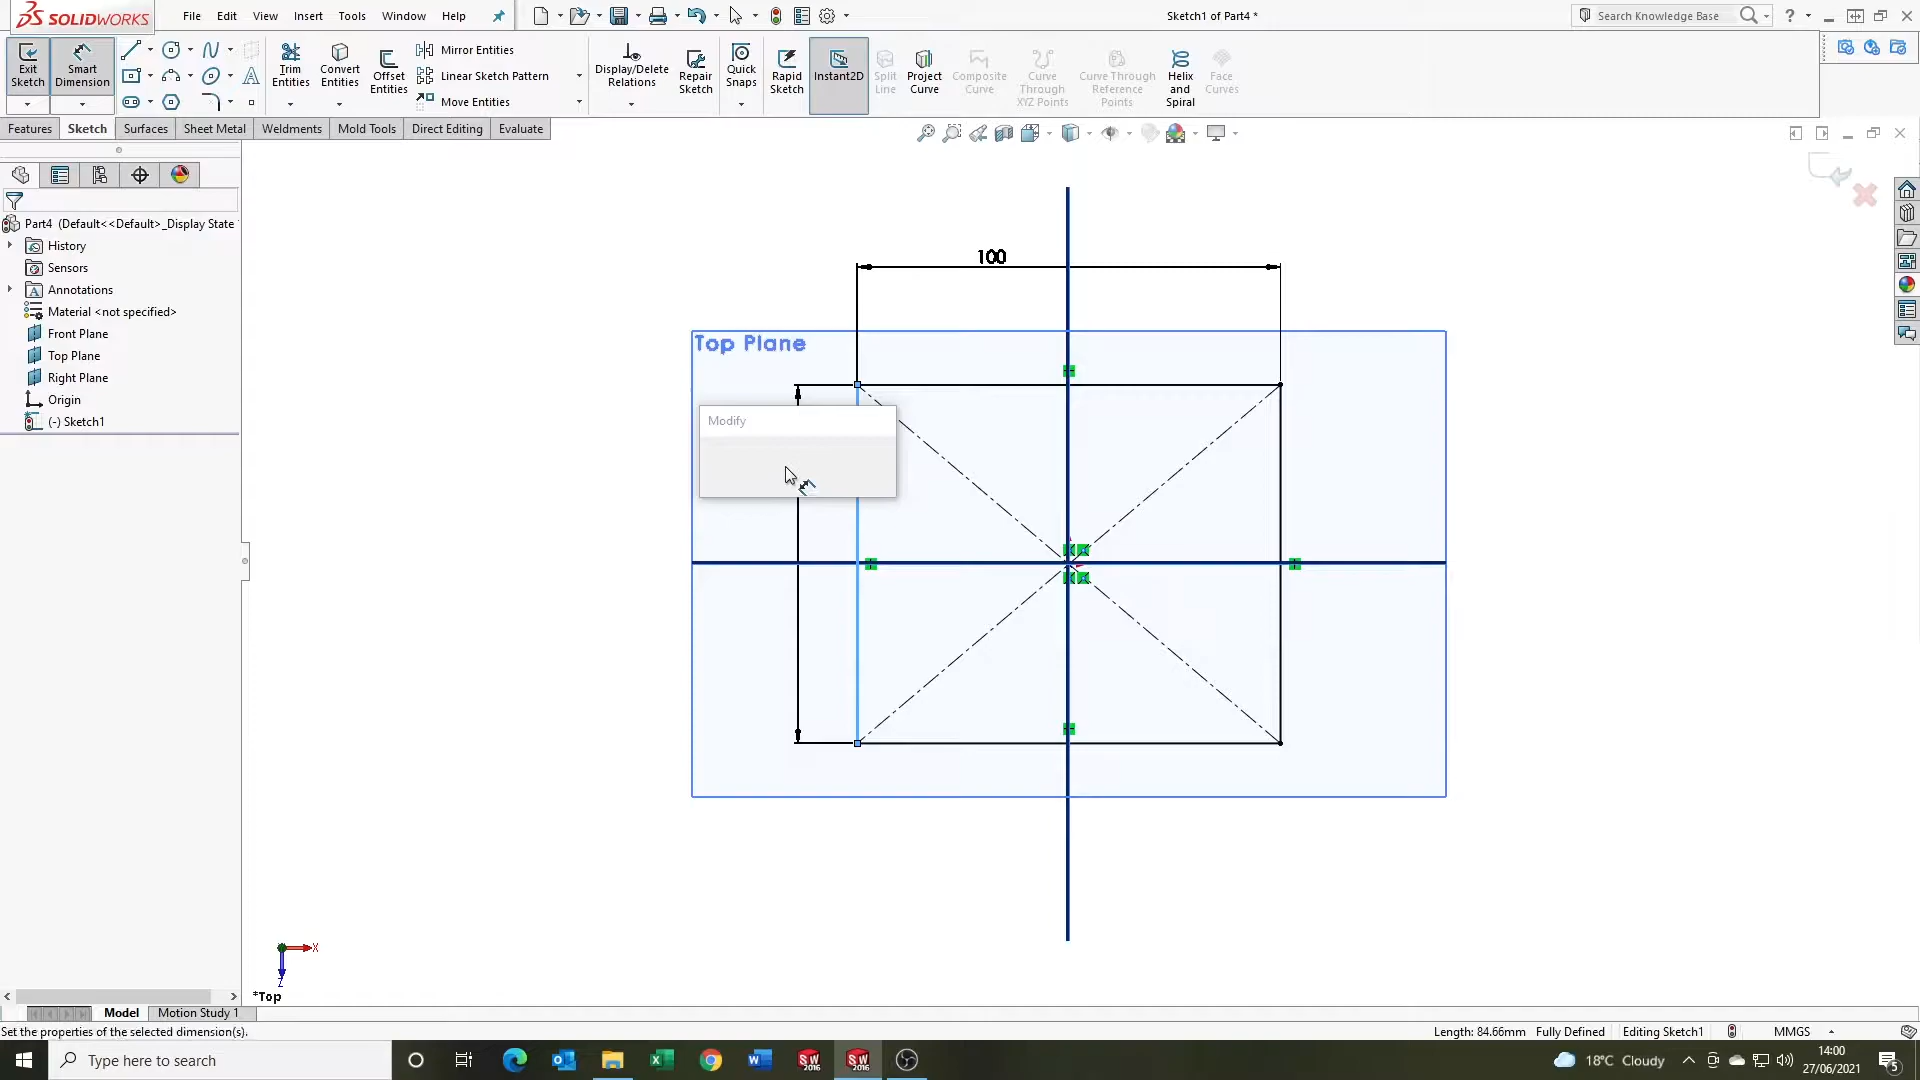 SOLIDWORKS
File
Edit
View
Insert
Tools
Window
Help
Sketch1 of Part4 *
Search Knowledge Base
Exit Sketch
Smart Dimension
Trim Entities
Convert Entities
Offset Entities
Mirror Entities
Linear Sketch Pattern
Move Entities
Display/Delete Relations
Repair Sketch
Quick Snaps
Rapid Sketch
Instant2D
Split Line
Project Curve
Composite Curve
Curve Through XYZ Points
Curve Through Reference Points
Helix and Spiral
Face Curves
Features
Sketch
Surfaces
Sheet Metal
Weldments
Mold Tools
Direct Editing
Evaluate
Part4 (Default<<Default>_Display State
History
Sensors
Annotations
Material <not specified>
Front Plane
Top Plane
Right Plane
Origin
(-) Sketch1
100
Top Plane
Modify
X
Z
*Top
Model
Motion Study 1
Set the properties of the selected dimension(s).
Length: 84.66mm
Fully Defined
Editing Sketch1
MMGS
Type here to search
SW 2016
SW 2016
18°C Cloudy
14:00
27/06/2021
5